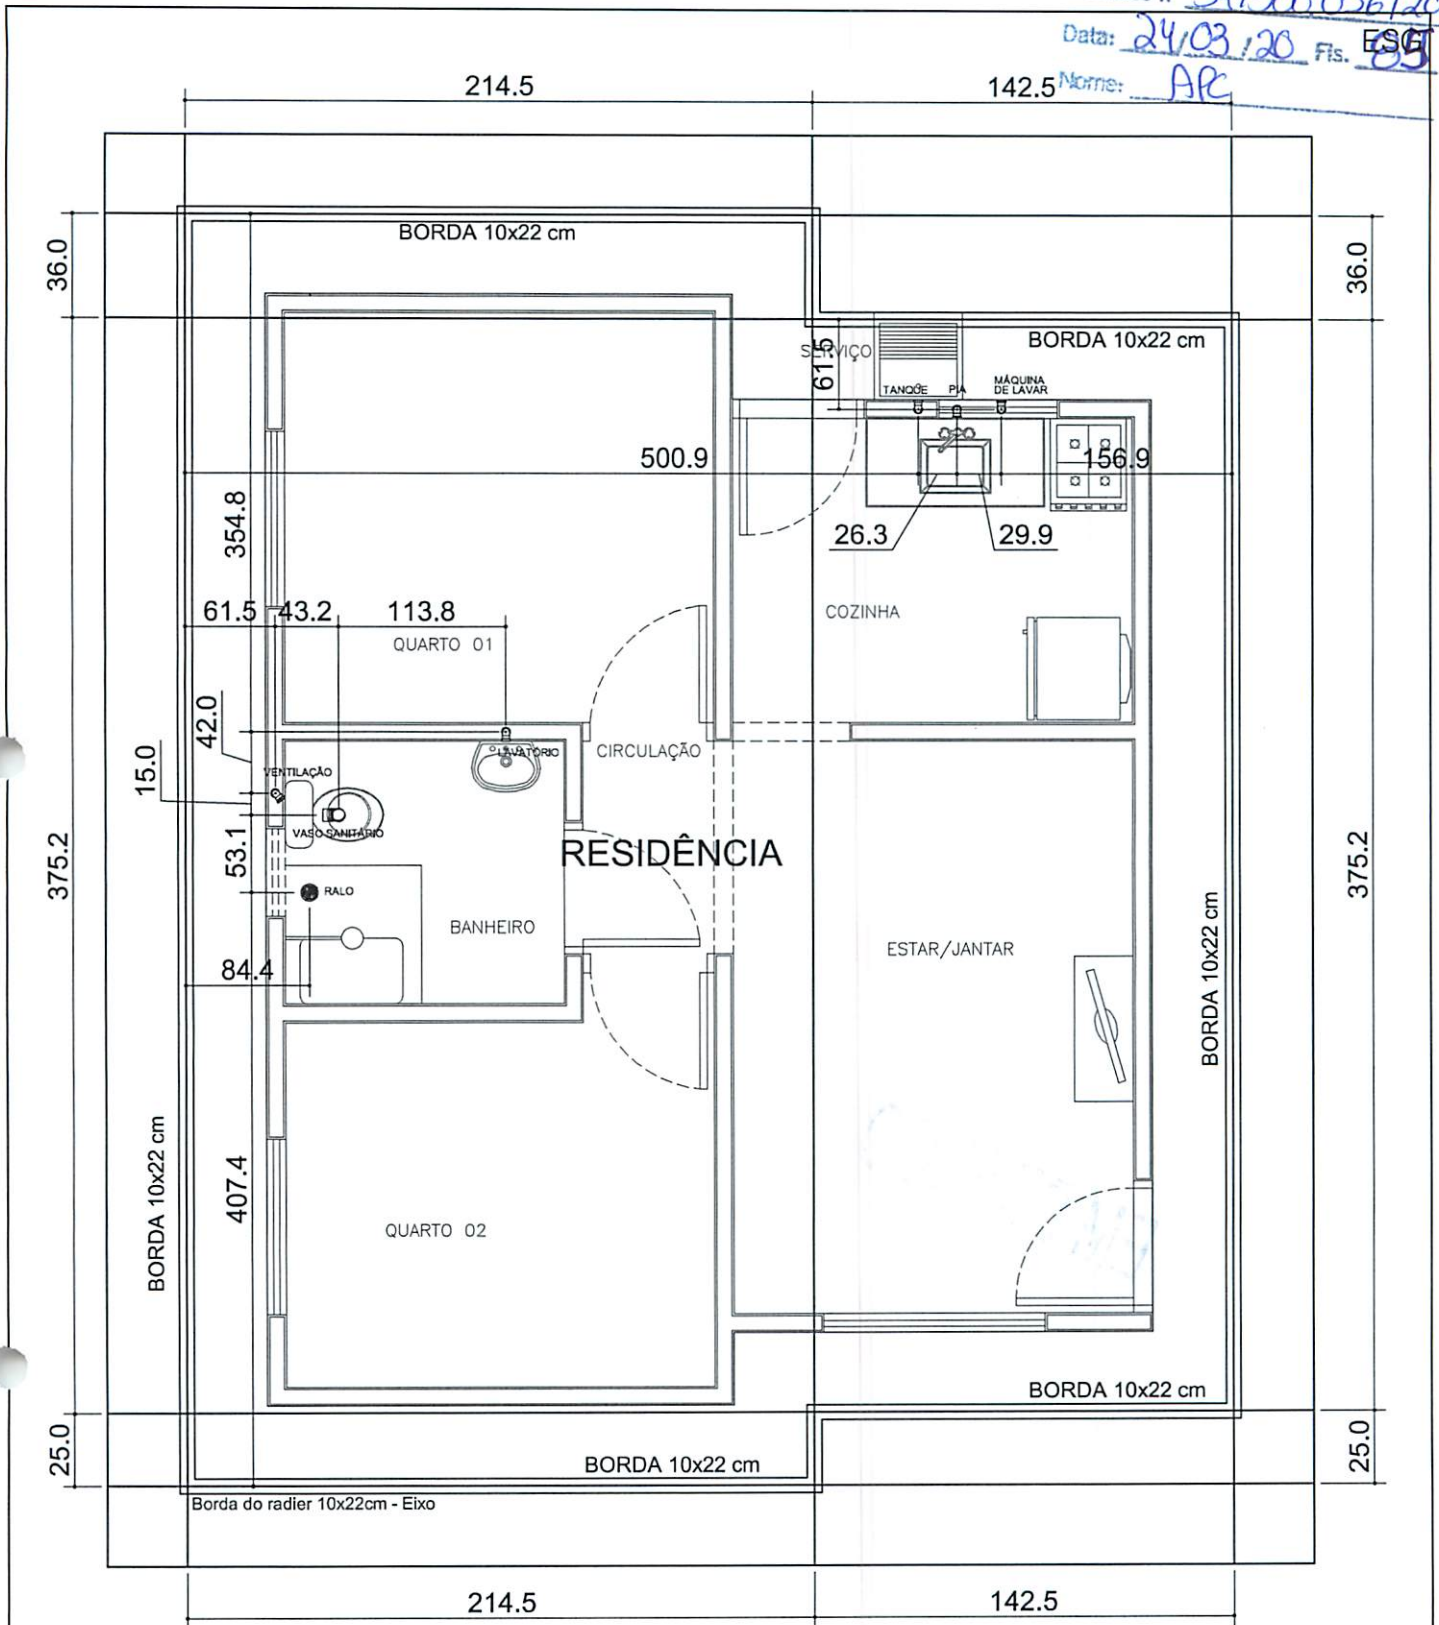 Data: 24/03/20 Fls. 05
ESC
Nome: APC
214.5
142.5
36.0
BORDA 10x22 cm
36.0
SERVIÇO
61.5
BORDA 10x22 cm
TANQUE
PIA
MÁQUINA
DE LAVAR
500.9
156.9
354.8
26.3
29.9
61.5
43.2
113.8
COZINHA
QUARTO 01
42.0
15.0
LAVATÓRIO
CIRCULAÇÃO
VENTILAÇÃO
VASO SANITÁRIO
53.1
RESIDÊNCIA
375.2
375.2
RALO
BANHEIRO
ESTAR/JANTAR
84.4
BORDA 10x22 cm
BORDA 10x22 cm
407.4
QUARTO 02
BORDA 10x22 cm
25.0
25.0
BORDA 10x22 cm
Borda do radier 10x22cm - Eixo
214.5
142.5